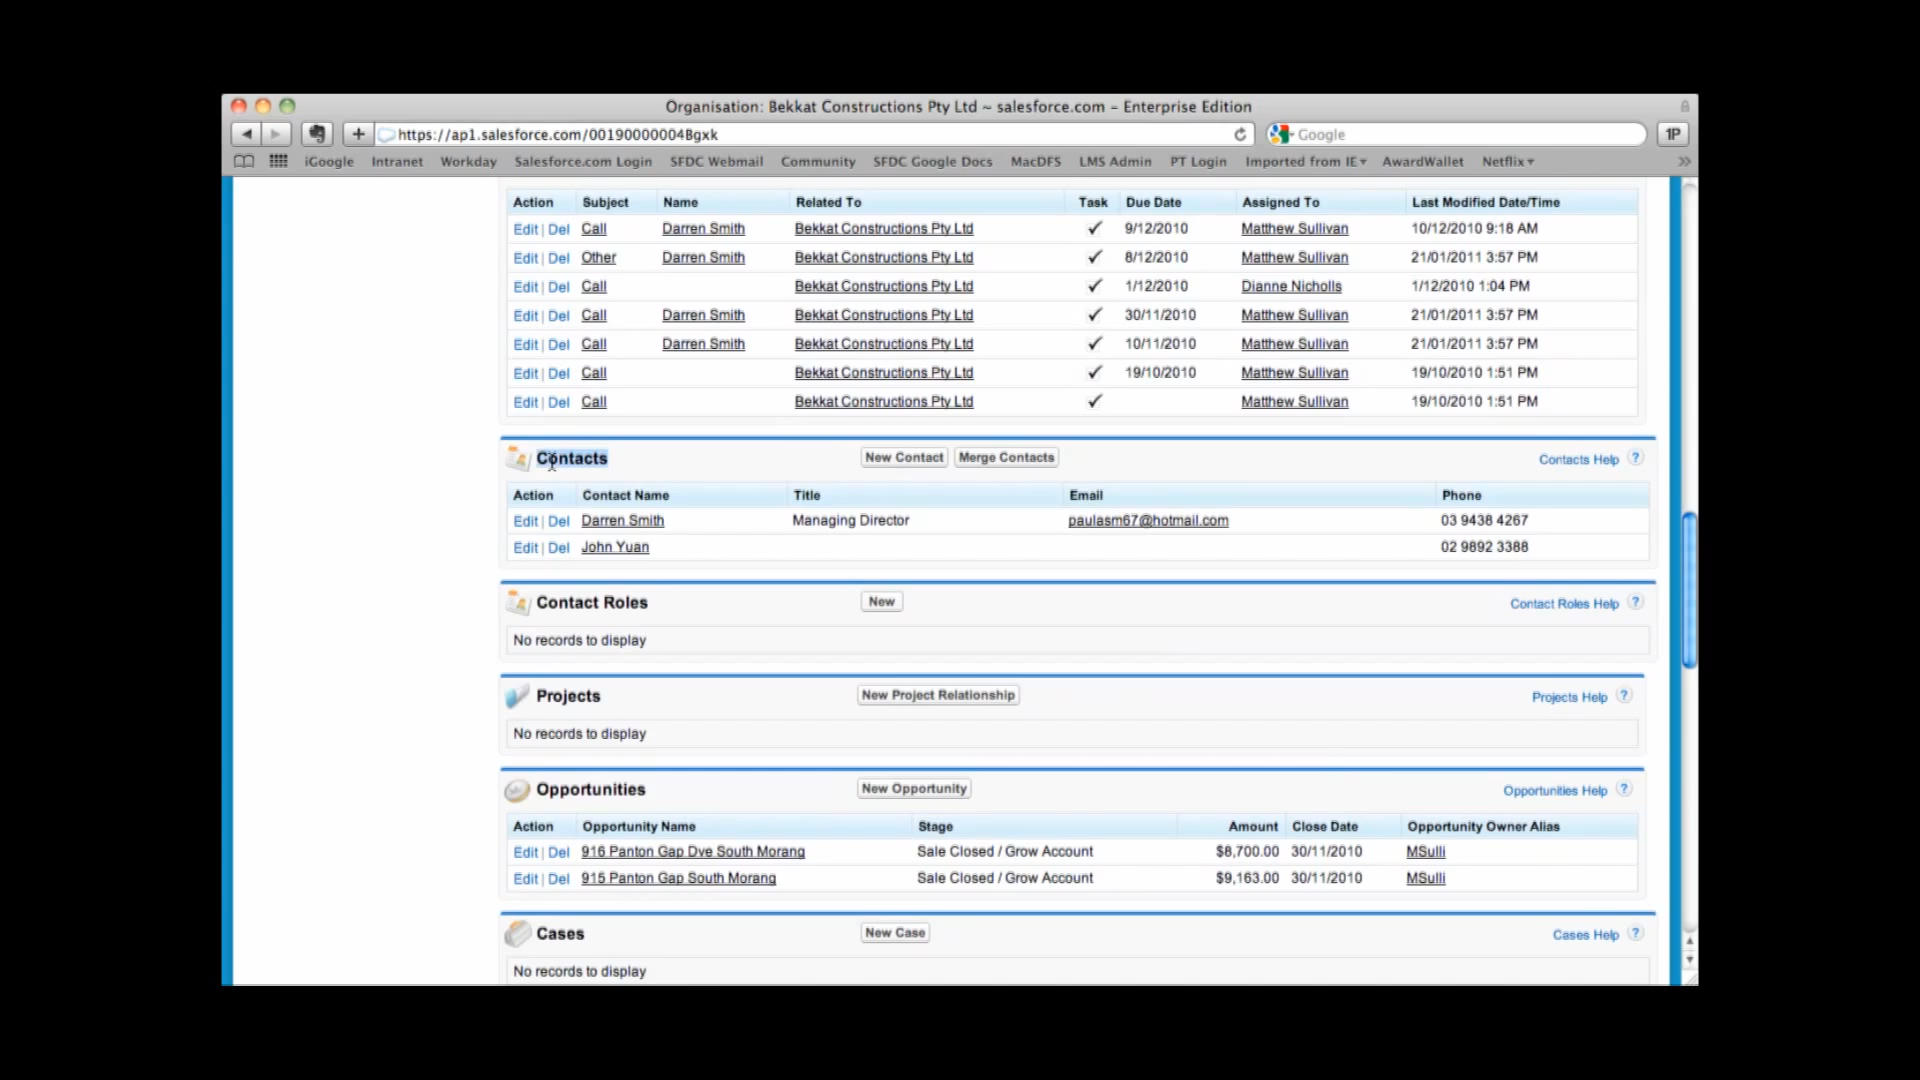 Organisation: Bekkat Constructions Pty Ltd ~ salesforce.com – Enterprise Edition
https://ap1.salesforce.com/00190000004Bgxk Google 1P
iGoogle Intranet Workday Salesforce.com Login SFDC Webmail Community SFDC Google Docs MacDFS LMS Admin PT Login Imported from IE▾ AwardWallet Netflix▾ »
Action Subject Name Related To Task Due Date Assigned To Last Modified Date/Time
Edit | Del Call Darren Smith Bekkat Constructions Pty Ltd ✓ 9/12/2010 Matthew Sullivan 10/12/2010 9:18 AM
Edit | Del Other Darren Smith Bekkat Constructions Pty Ltd ✓ 8/12/2010 Matthew Sullivan 21/01/2011 3:57 PM
Edit | Del Call Bekkat Constructions Pty Ltd ✓ 1/12/2010 Dianne Nicholls 1/12/2010 1:04 PM
Edit | Del Call Darren Smith Bekkat Constructions Pty Ltd ✓ 30/11/2010 Matthew Sullivan 21/01/2011 3:57 PM
Edit | Del Call Darren Smith Bekkat Constructions Pty Ltd ✓ 10/11/2010 Matthew Sullivan 21/01/2011 3:57 PM
Edit | Del Call Bekkat Constructions Pty Ltd ✓ 19/10/2010 Matthew Sullivan 19/10/2010 1:51 PM
Edit | Del Call Bekkat Constructions Pty Ltd ✓ Matthew Sullivan 19/10/2010 1:51 PM
Contacts New Contact Merge Contacts Contacts Help ?
Action Contact Name Title Email Phone
Edit | Del Darren Smith Managing Director paulasm67@hotmail.com 03 9438 4267
Edit | Del John Yuan 02 9892 3388
Contact Roles New Contact Roles Help ?
No records to display
Projects New Project Relationship Projects Help ?
No records to display
Opportunities New Opportunity Opportunities Help ?
Action Opportunity Name Stage Amount Close Date Opportunity Owner Alias
Edit | Del 916 Panton Gap Dve South Morang Sale Closed / Grow Account $8,700.00 30/11/2010 MSulli
Edit | Del 915 Panton Gap South Morang Sale Closed / Grow Account $9,163.00 30/11/2010 MSulli
Cases New Case Cases Help ?
No records to display